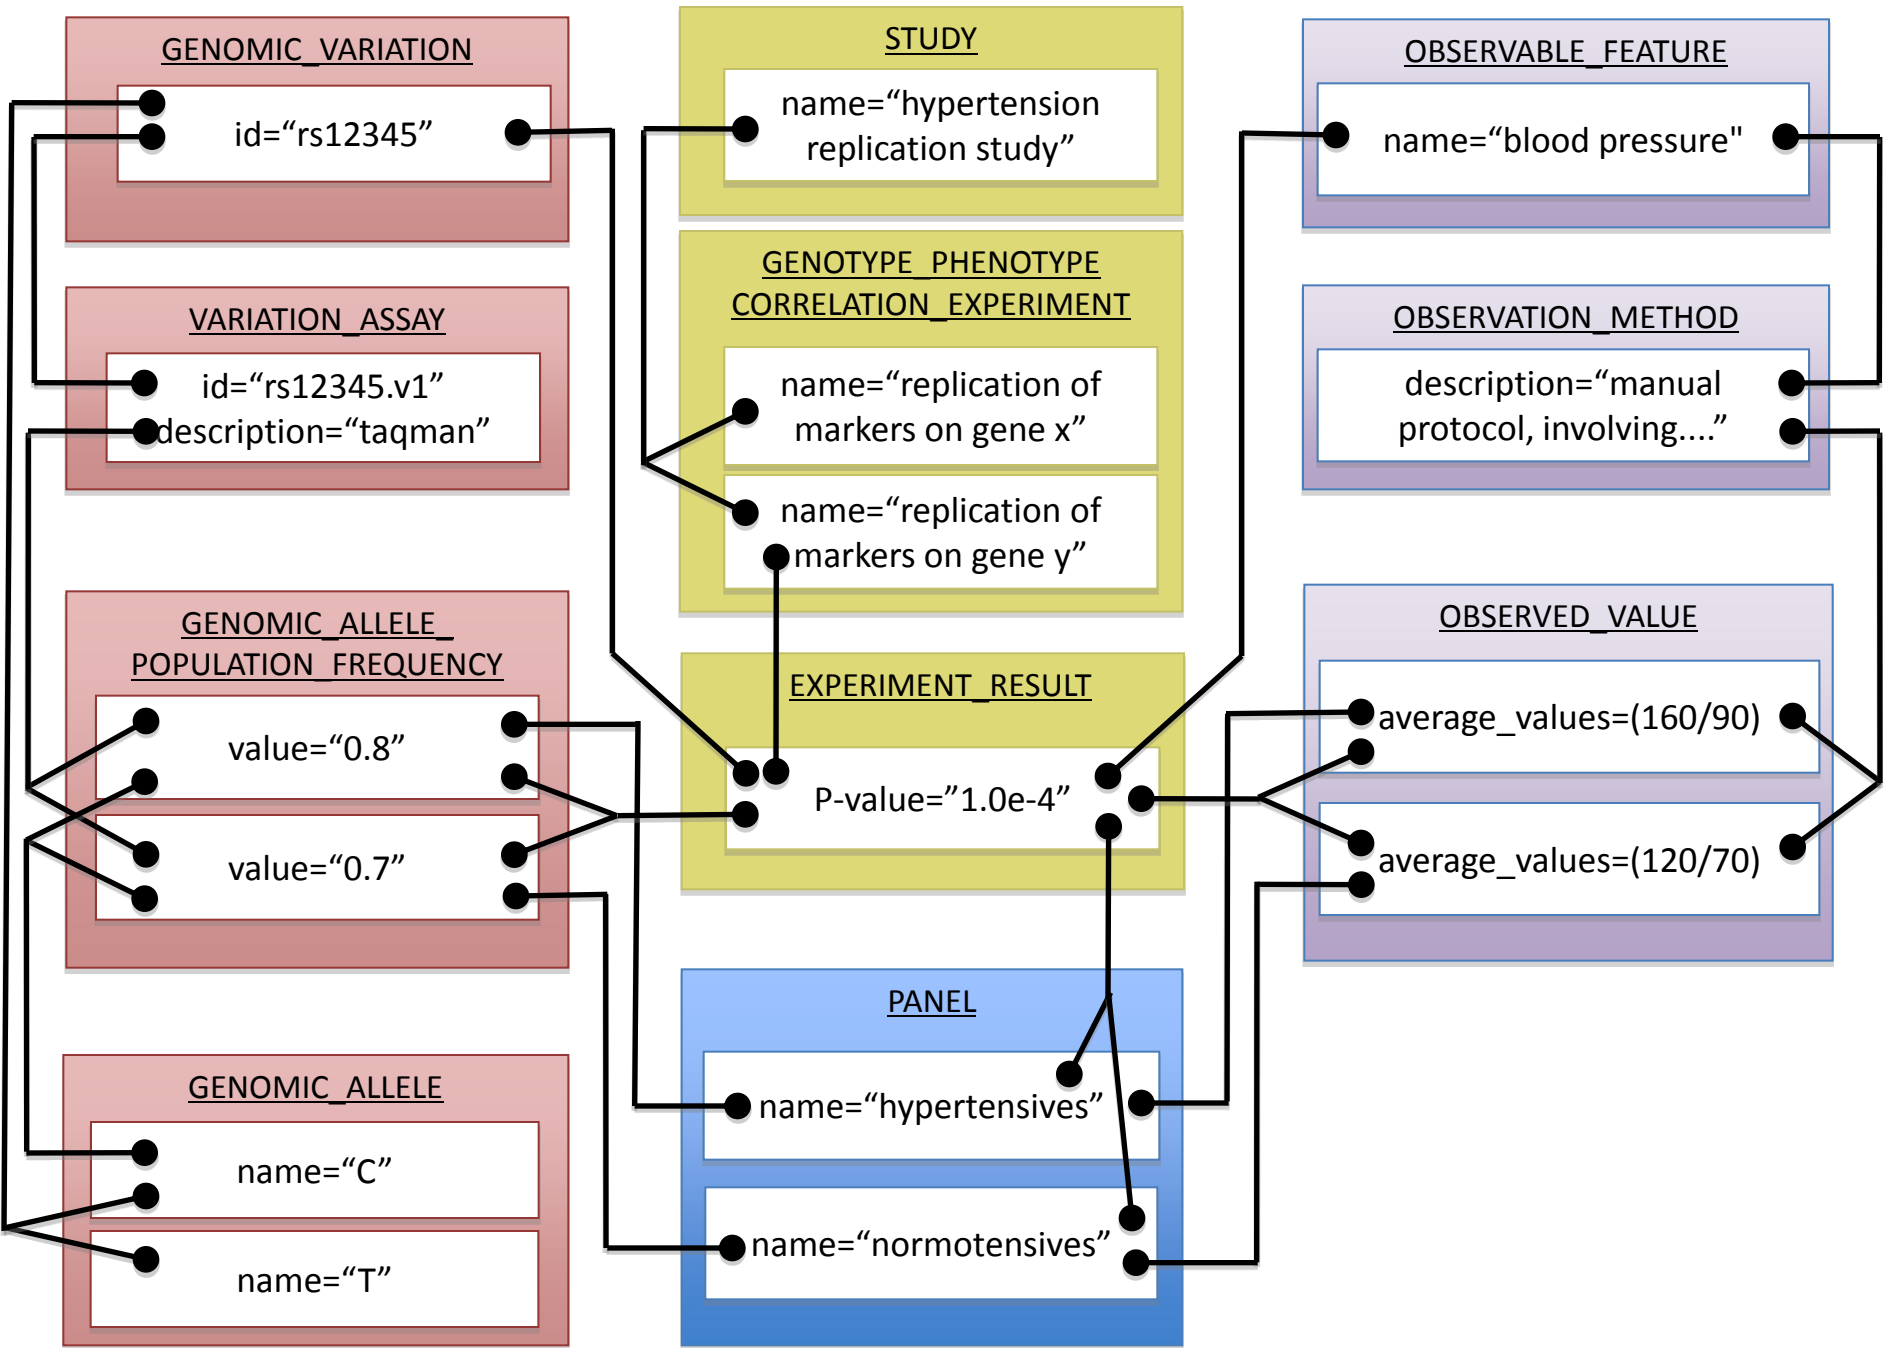 GENOMIC_VARIATION
id=“rs12345”
VARIATION_ASSAY
id=“rs12345.v1”
description=“taqman”
GENOMIC_ALLELE_
POPULATION_FREQUENCY
value=“0.8”
value=“0.7”
GENOMIC_ALLELE
name=“C”
name=“T”
STUDY
name=“hypertension
replication study”
GENOTYPE_PHENOTYPE
CORRELATION_EXPERIMENT
name=“replication of
markers on gene x”
name=“replication of
markers on gene y”
EXPERIMENT_RESULT
P-value=”1.0e-4”
PANEL
name=“hypertensives”
name=“normotensives”
OBSERVABLE_FEATURE
name=“blood pressure"
OBSERVATION_METHOD
description=“manual
protocol, involving....”
OBSERVED_VALUE
average_values=(160/90)
average_values=(120/70)